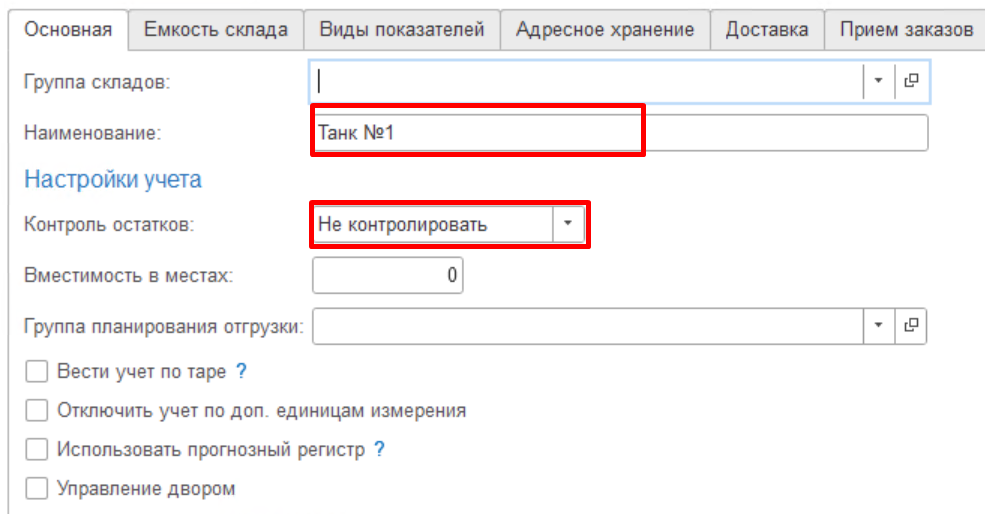 Основная Емкость склада Виды показателей Адресное хранение Доставка Прием заказов
Группа складов:
Наименование: Танк №1
Настройки учета
Контроль остатков: Не контролировать
Вместимость в местах: 0
Группа планирования отгрузки:
Вести учет по таре ?
Отключить учет по доп. единицам измерения
Использовать прогнозный регистр ?
Управление двором